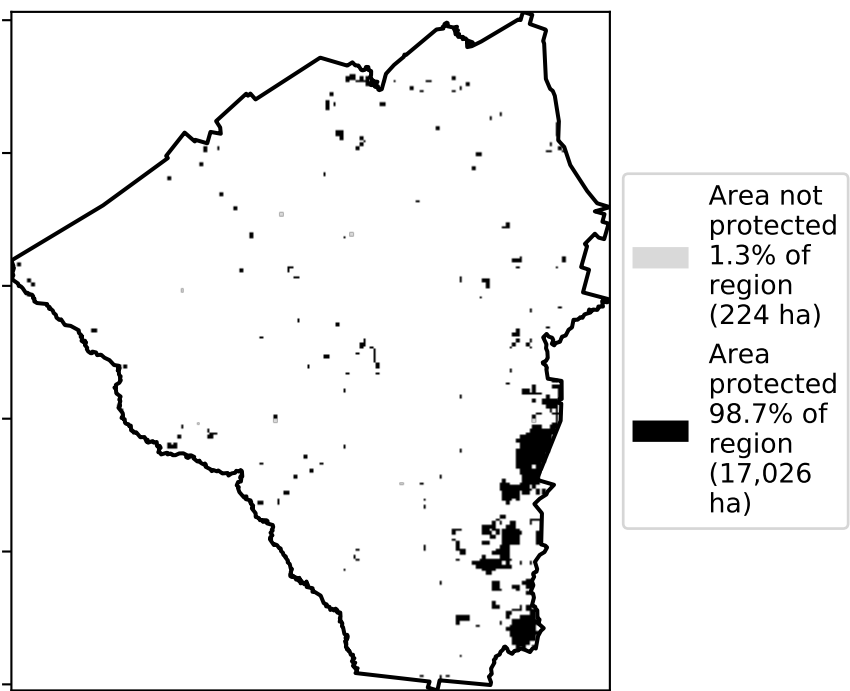 Area not
protected
1.3% of
region
(224 ha)
Area
protected
98.7% of
region
(17,026
ha)